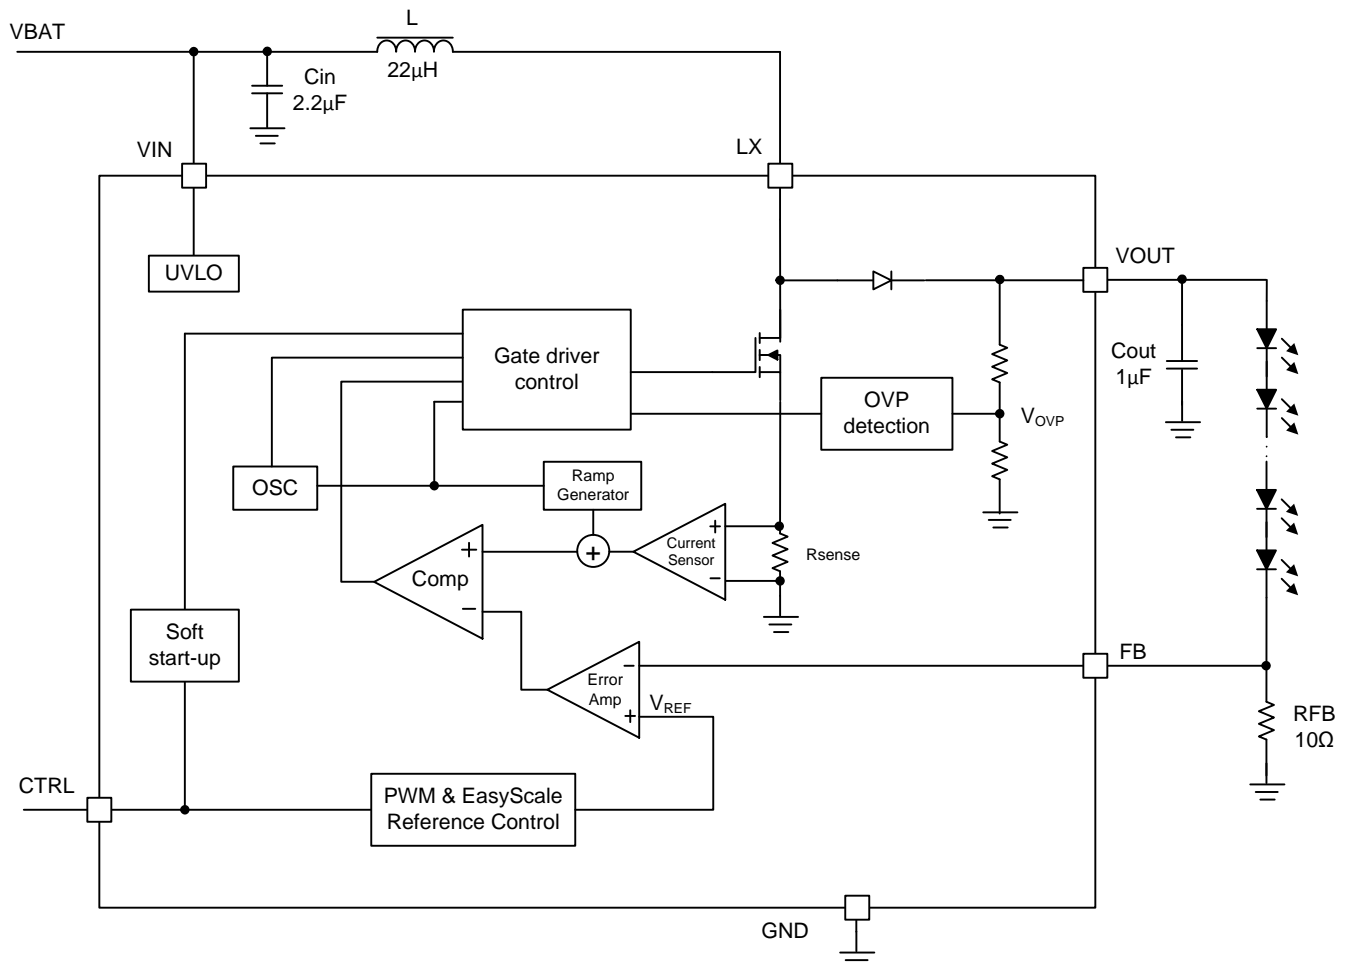 VBAT
L
22µH
Cin
2.2µF
VIN
LX
UVLO
VOUT
Gate driver
control
Cout
1µF
OVP
detection
VOVP
OSC
Ramp
Generator
+
Current
Sensor
+
−
Rsense
Comp
+
−
Soft
start-up
Error
Amp
−
+
VREF
FB
RFB
10Ω
CTRL
PWM & EasyScale
Reference Control
GND